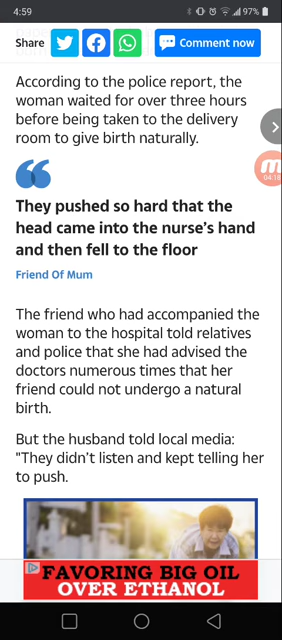 4:59
97%
Share
Comment now
According to the police report, the
woman waited for over three hours
before being taken to the delivery
room to give birth naturally.
04:18
They pushed so hard that the
head came into the nurse's hand
and then fell to the floor
Friend Of Mum
The friend who had accompanied the
woman to the hospital told relatives
and police that she had advised the
doctors numerous times that her
friend could not undergo a natural
birth.
But the husband told local media:
"They didn't listen and kept telling her
to push.
FAVORING BIG OIL
OVER ETHANOL